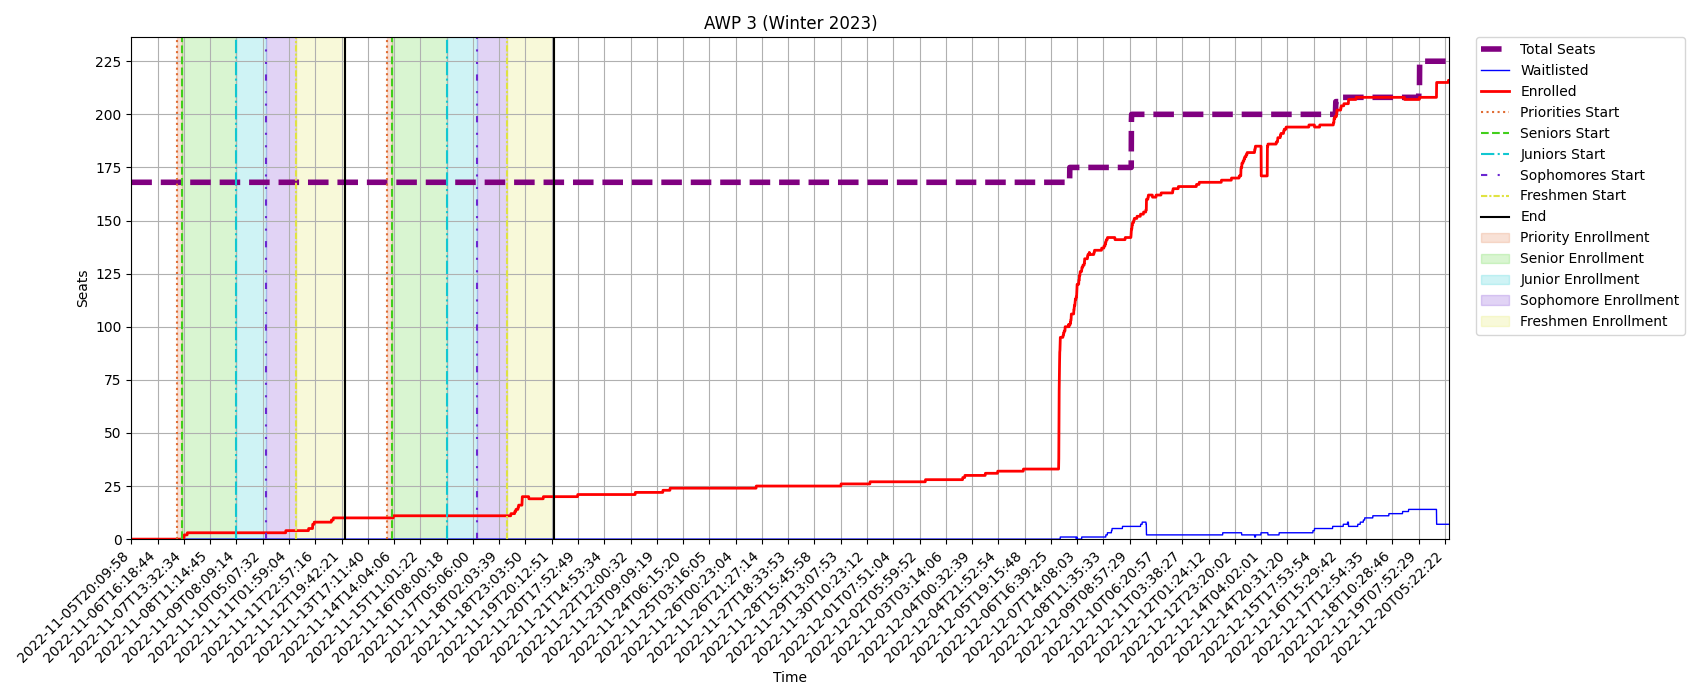 AWP 3 (Winter 2023)
225
200
175
150
125
100
75
50
25
0
Seats
2022-11-05T20:09:58
2022-11-06T16:18:44
2022-11-07T13:32:34
2022-11-08T11:14:45
2022-11-09T08:09:14
2022-11-10T05:07:32
2022-11-11T01:59:04
2022-11-11T22:57:16
2022-11-12T19:42:21
2022-11-13T17:11:40
2022-11-14T14:04:06
2022-11-15T11:01:22
2022-11-16T08:00:18
2022-11-17T05:06:00
2022-11-18T02:03:39
2022-11-18T23:03:50
2022-11-19T20:12:51
2022-11-20T17:52:49
2022-11-21T14:53:34
2022-11-22T12:00:32
2022-11-23T09:09:19
2022-11-24T06:15:20
2022-11-25T03:16:05
2022-11-26T00:23:04
2022-11-26T21:27:14
2022-11-27T18:33:53
2022-11-28T15:45:58
2022-11-29T13:07:53
2022-11-30T10:23:12
2022-12-01T07:51:04
2022-12-02T05:59:52
2022-12-03T03:14:06
2022-12-04T00:32:39
2022-12-04T21:52:54
2022-12-05T19:15:48
2022-12-06T16:39:25
2022-12-07T14:08:03
2022-12-08T11:35:33
2022-12-09T08:57:29
2022-12-10T06:20:57
2022-12-11T03:38:27
2022-12-12T01:24:12
2022-12-12T23:20:02
2022-12-14T04:02:01
2022-12-14T20:31:20
2022-12-15T17:53:54
2022-12-16T15:29:42
2022-12-17T12:54:35
2022-12-18T10:28:46
2022-12-19T07:52:29
2022-12-20T05:22:22
Time
Total Seats
Waitlisted
Enrolled
Priorities Start
Seniors Start
Juniors Start
Sophomores Start
Freshmen Start
End
Priority Enrollment
Senior Enrollment
Junior Enrollment
Sophomore Enrollment
Freshmen Enrollment